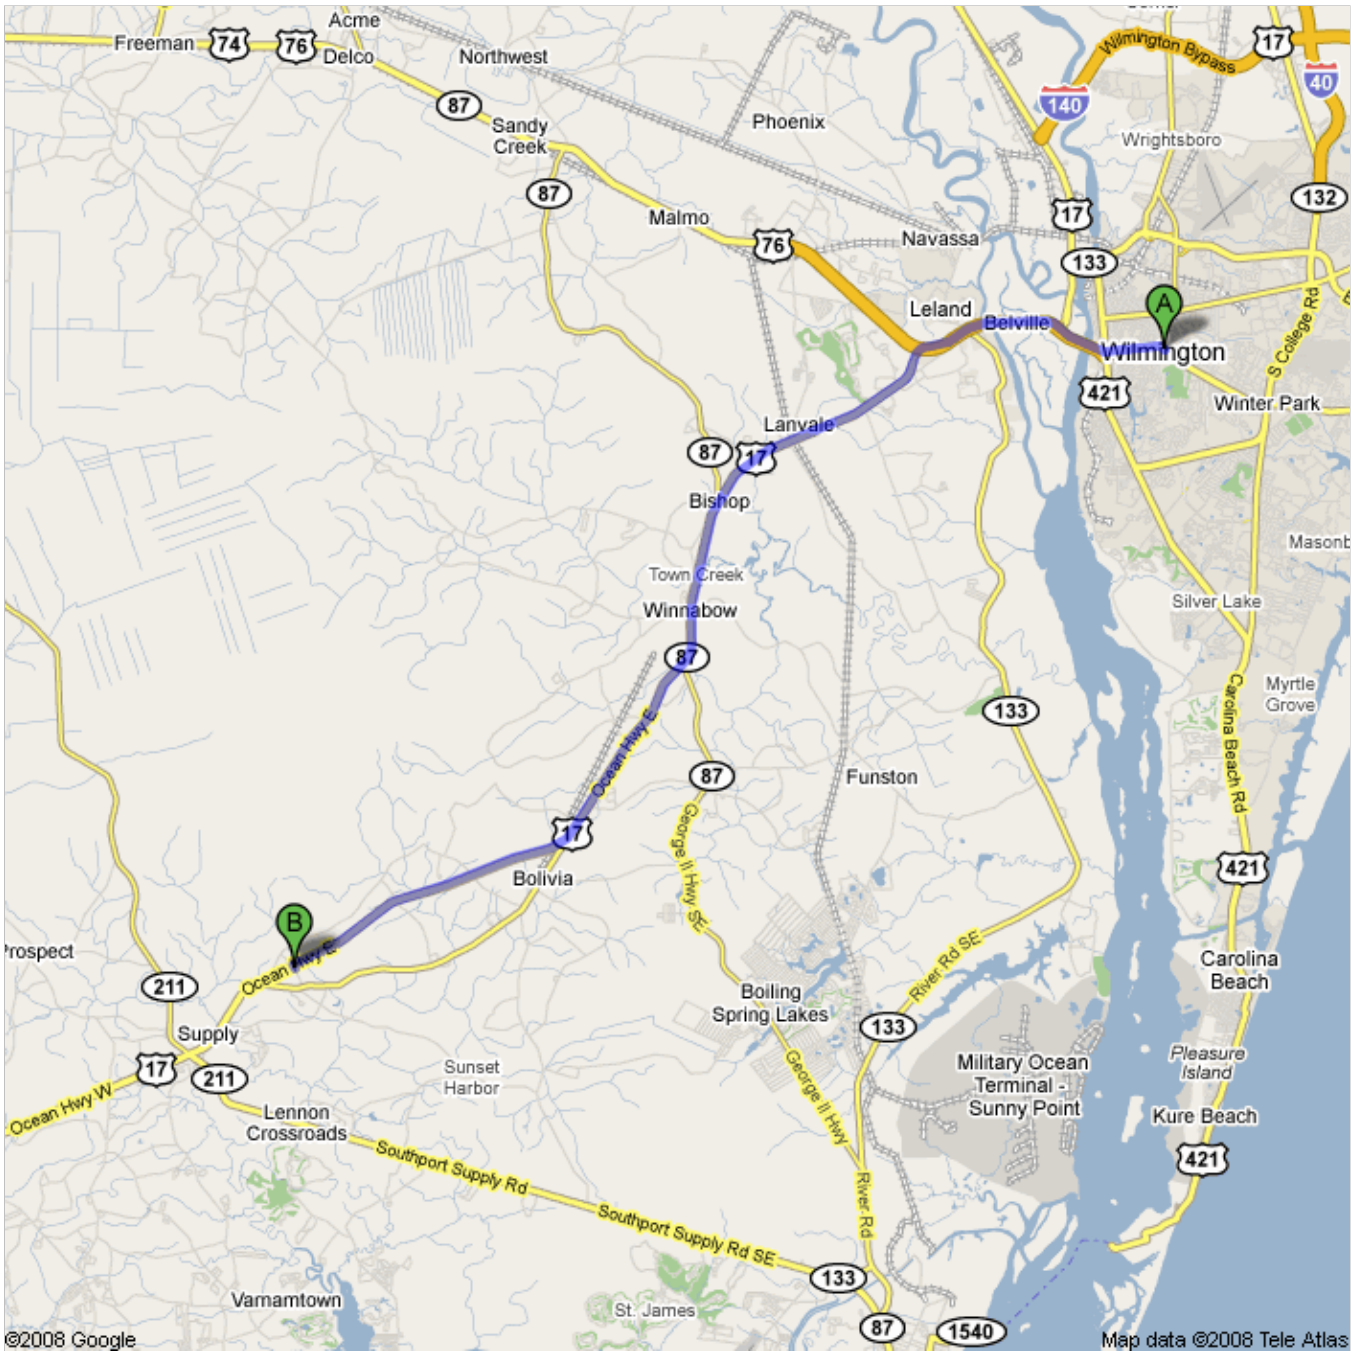 Acme
Freeman
74
76
Delco
Northwest
Wilmington Bypass
17
40
140
87
Sandy
Creek
Phoenix
Wrightsboro
87
132
Malmo
76
Navassa
17
133
Leland
Belville
A
Wilmington
S College Rd
421
Winter Park
Lanvale
87
17
Bishop
Town Creek
Winnabow
87
Silver Lake
Myrtle
Grove
133
Carolina Beach Rd
Ocean Hwy E
87
Funston
George II Hwy SE
17
Bolivia
421
B
Prospect
Ocean Hwy E
211
River Rd SE
Carolina
Beach
Boiling
Spring Lakes
133
Supply
17
211
Sunset
Harbor
Military Ocean
Terminal -
Sunny Point
Pleasure
Island
Ocean Hwy W
Lennon
Crossroads
George II Hwy
Kure Beach
421
Southport Supply Rd
River Rd
Southport Supply Rd SE
133
Varnamtown
St. James
87
1540
©2008 Google
Map data ©2008 Tele Atlas